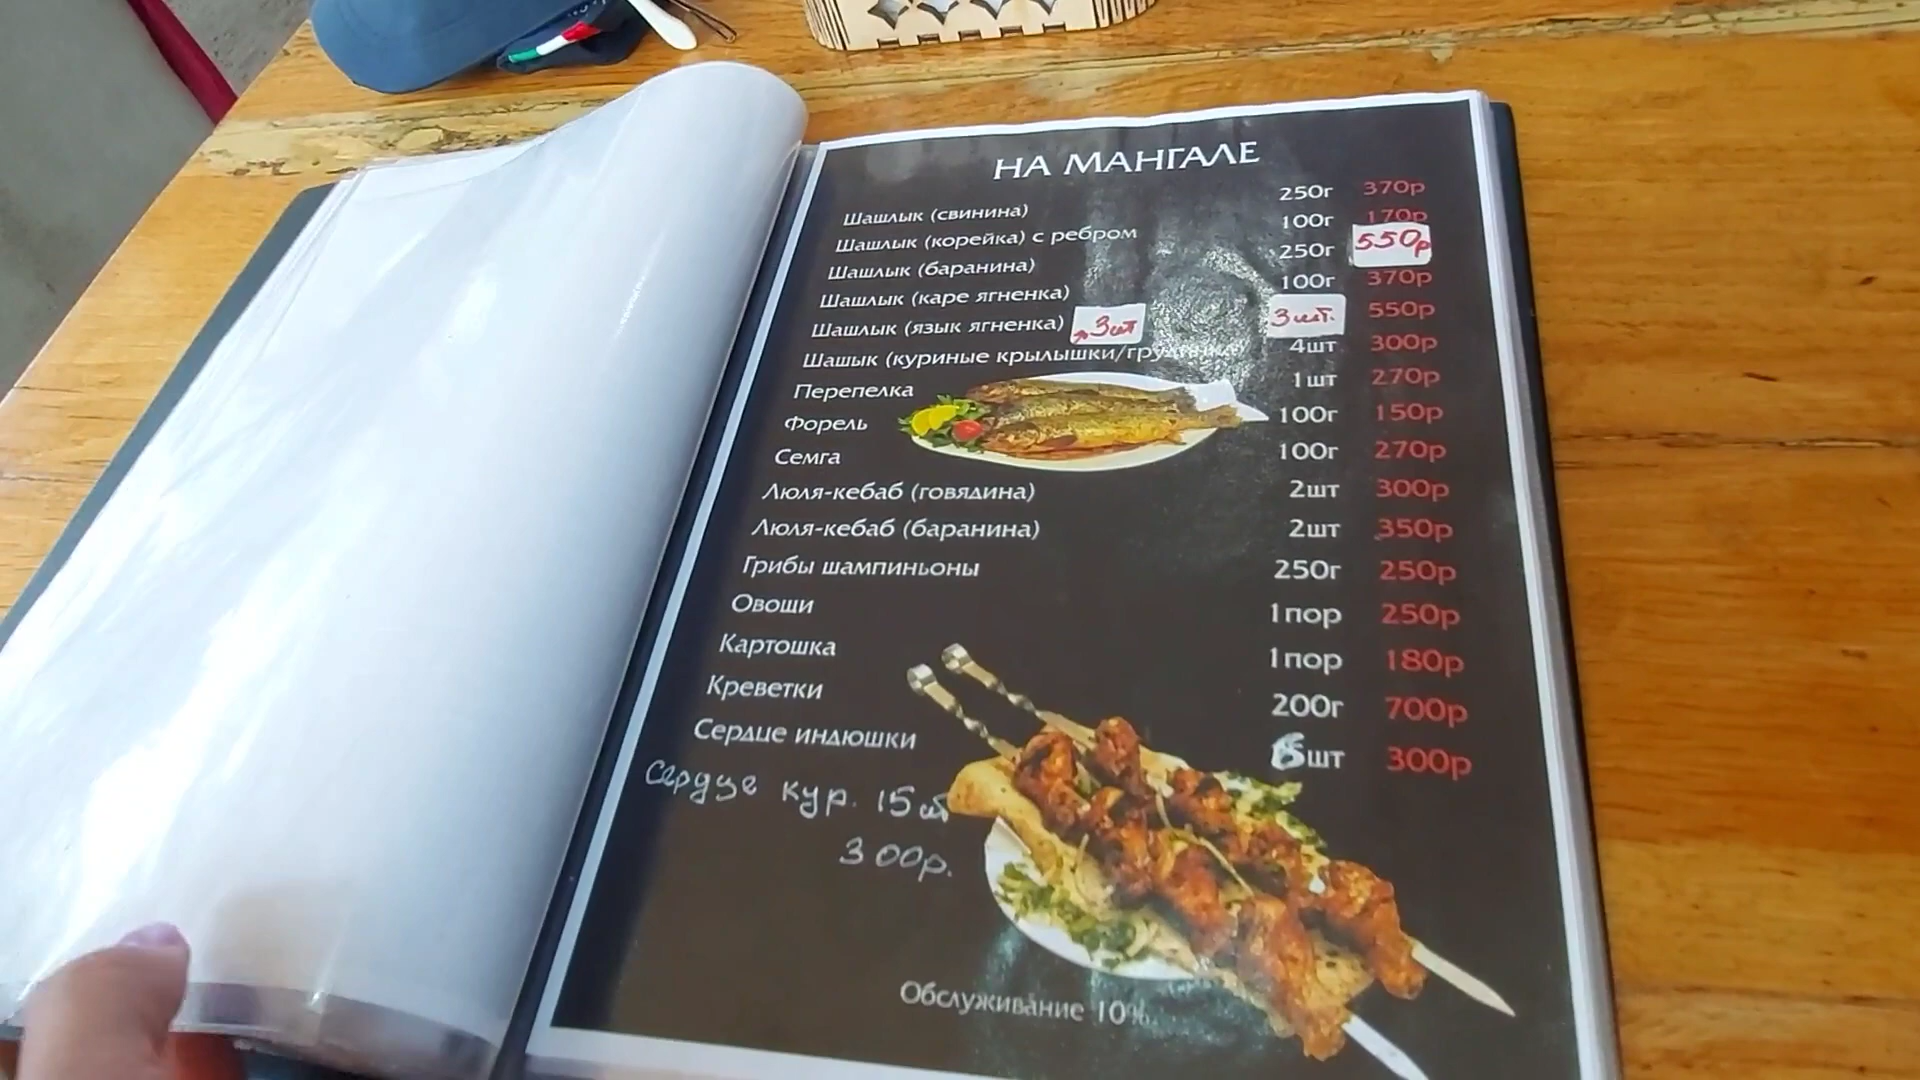 НА МАНГАЛЕ
Шашлык (свинина) 250г 370р
Шашлык (корейка) с ребром 100г 170р
Шашлык (баранина) 250г 550р
Шашлык (каре ягненка) 100г 370р
Шашлык (язык ягненка) 3шт 3шт. 550р
Шашык (куриные крылышки/грудинка) 4шт 300р
Перепелка 1шт 270р
Форель 100г 150р
Семга 100г 270р
Люля-кебаб (говядина) 2шт 300р
Люля-кебаб (баранина) 2шт 350р
Грибы шампиньоны 250г 250р
Овощи 1пор 250р
Картошка 1пор 180р
Креветки 200г 700р
Сердце индюшки шт 300р
Сердце кур. 15шт
300р.
Обслуживание 10%